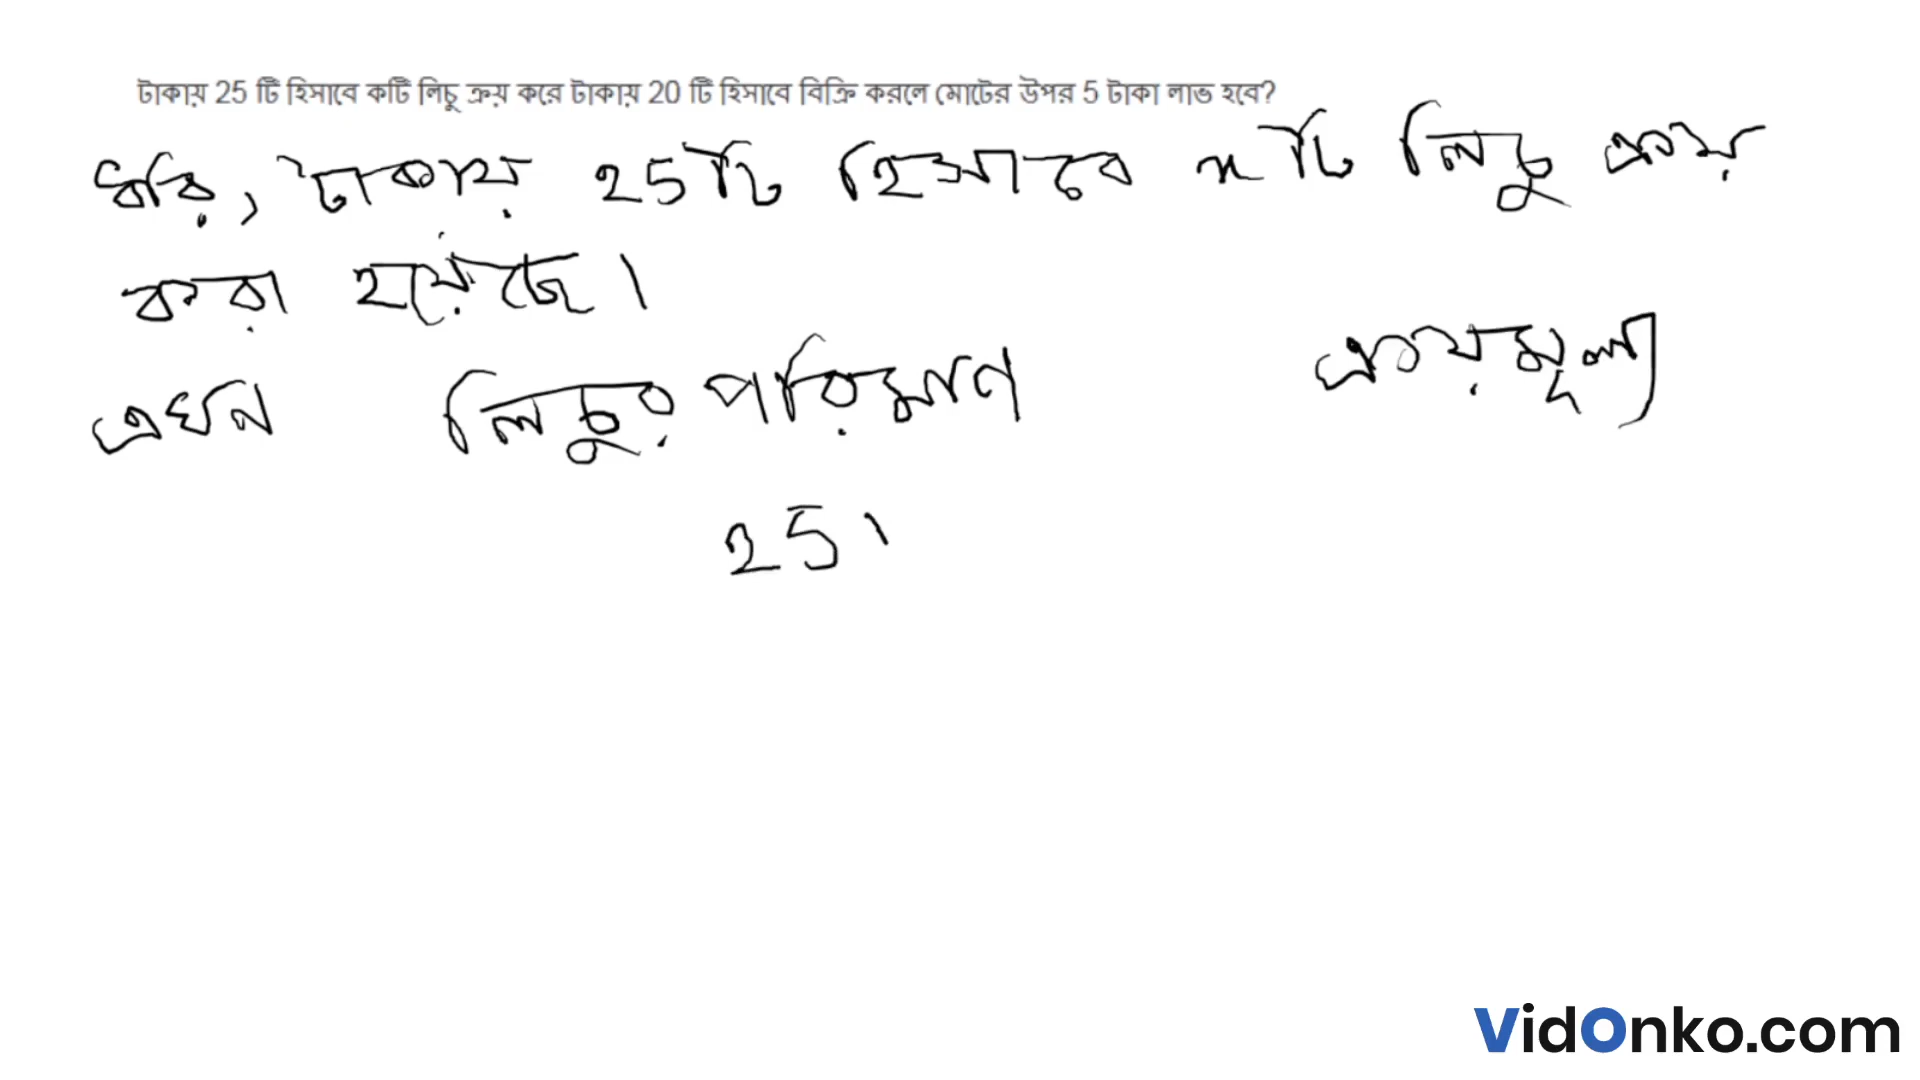 টাকায় 25 টি হিসাবে কটি লিচু ক্রয় করে টাকায় 20 টি হিসাবে বিক্রি করলে মোটের উপর 5 টাকা লাভ হবে?
ধরি, টাকায় 25টি হিসাবে x টি লিচু ক্রয়
করা হয়েছে।
এখন লিচুর পরিমাণ ক্রয়মূল্য
25
VidOnko.com